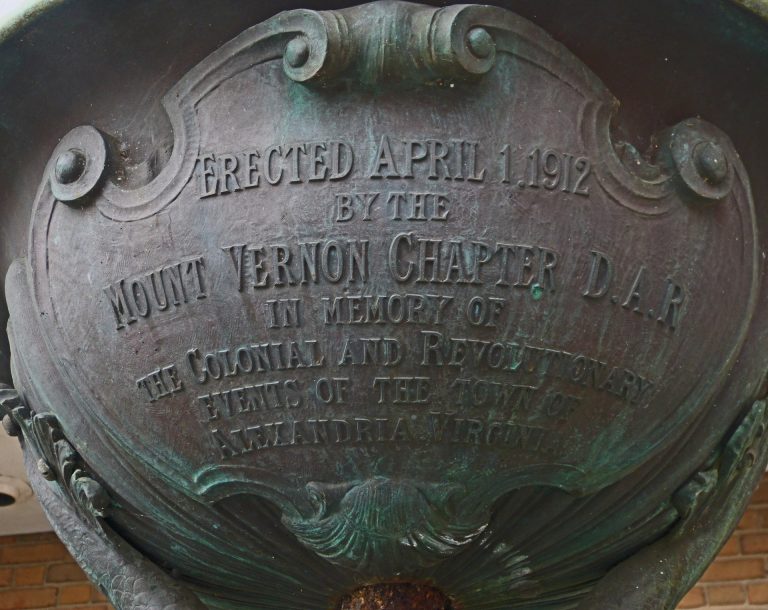 ERECTED APRIL 1, 1912
BY THE
MOUNT VERNON CHAPTER D.A.R
IN MEMORY OF
THE COLONIAL AND REVOLUTIONARY
EVENTS OF THE TOWN OF
ALEXANDRIA VIRGINIA